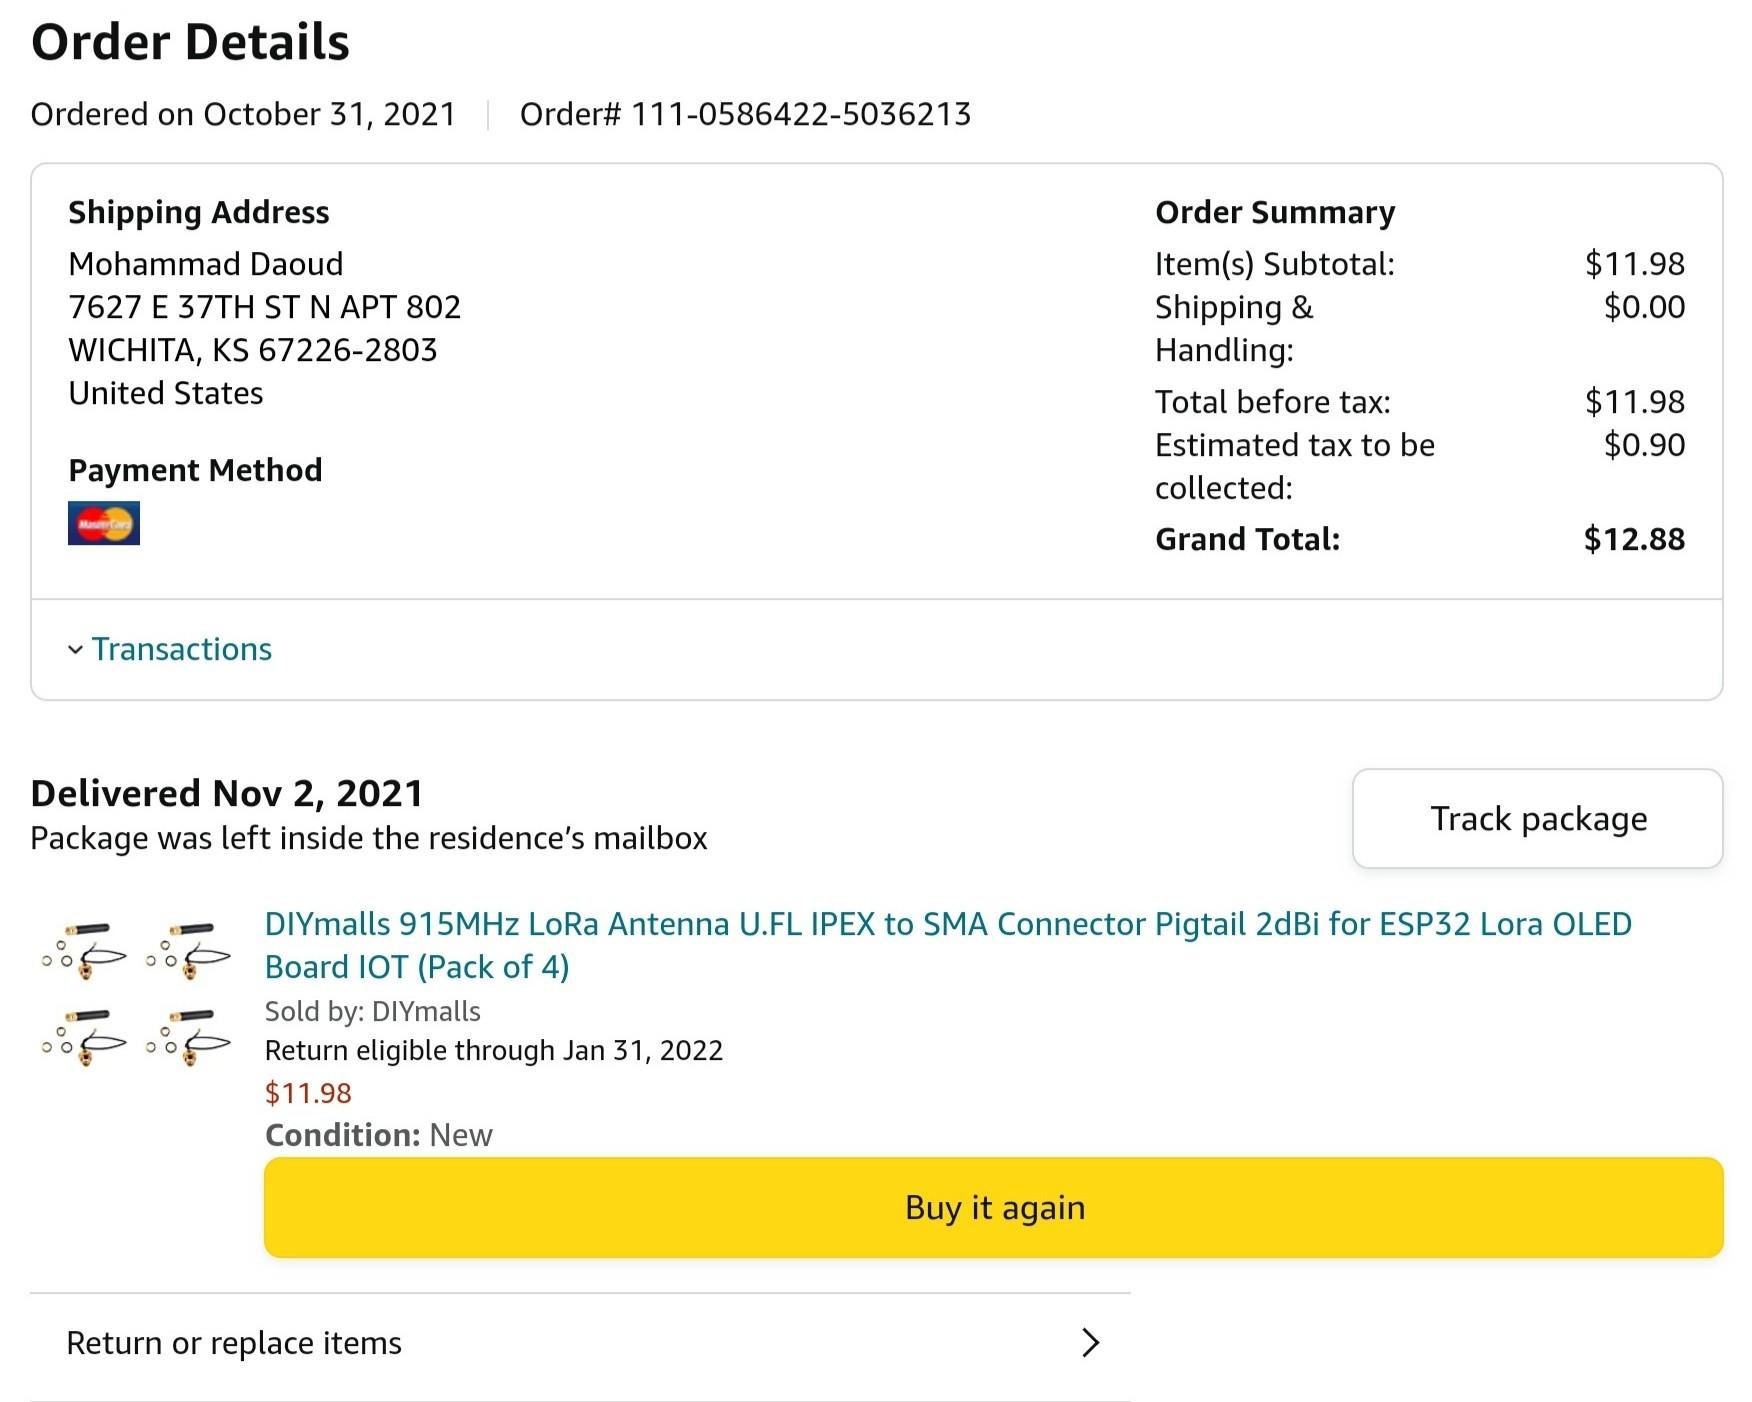 Order Details
Ordered on October 31, 2021 Order# 111-0586422-5036213
Shipping Address
Mohammad Daoud
7627 E 37TH ST N APT 802
WICHITA, KS 67226-2803
United States
Payment Method
MasterCard
Order Summary
Item(s) Subtotal: $11.98
Shipping & $0.00
Handling:
Total before tax: $11.98
Estimated tax to be $0.90
collected:
Grand Total: $12.88
Transactions
Delivered Nov 2, 2021
Package was left inside the residence’s mailbox
Track package
DIYmalls 915MHz LoRa Antenna U.FL IPEX to SMA Connector Pigtail 2dBi for ESP32 Lora OLED
Board IOT (Pack of 4)
Sold by: DIYmalls
Return eligible through Jan 31, 2022
$11.98
Condition: New
Buy it again
Return or replace items